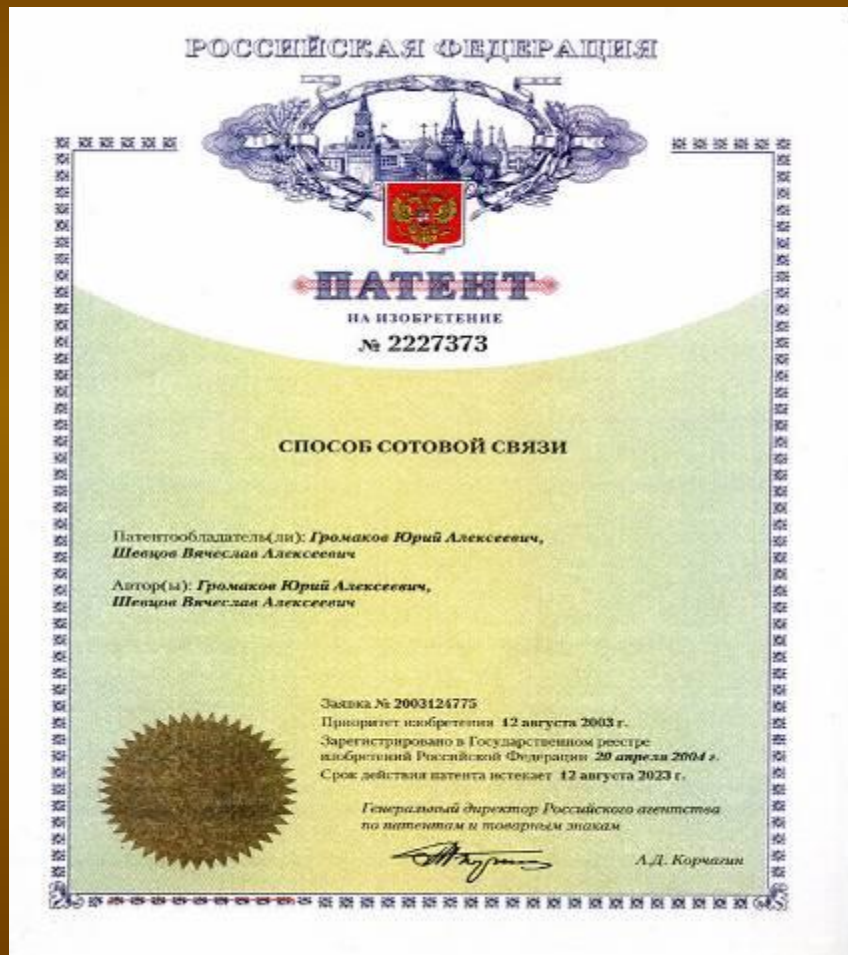 РОССИЙСКАЯ ФЕДЕРАЦИЯ
ПАТЕНТ
НА ИЗОБРЕТЕНИЕ
№ 2227373
СПОСОБ СОТОВОЙ СВЯЗИ
Патентообладатель(ли): Громаков Юрий Алексеевич,
Шевцов Вячеслав Алексеевич
Автор(ы): Громаков Юрий Алексеевич,
Шевцов Вячеслав Алексеевич
Заявка № 2003124775
Приоритет изобретения 12 августа 2003 г.
Зарегистрировано в Государственном реестре
изобретений Российской Федерации 20 апреля 2004 г.
Срок действия патента истекает 12 августа 2023 г.
Генеральный директор Российского агентства
по патентам и товарным знакам
А.Д. Корчагин